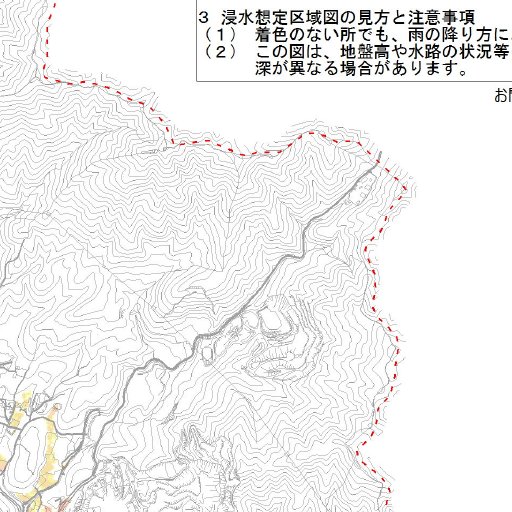 3 浸水想定区域図の見方と注意事項
(1) 着色のない所でも、雨の降り方に
(2) この図は、地盤高や水路の状況等
深が異なる場合があります。
お